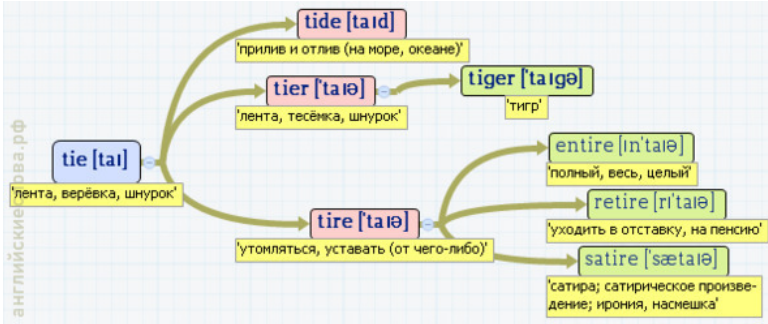 tide [taɪd]
'прилив и отлив (на море, океане)'
tier ['taɪə]
'лента, тесёмка, шнурок'
tiger ['taɪgə]
'тигр'
tie [taɪ]
'лента, верёвка, шнурок'
entire [ɪn'taɪə]
'полный, весь, целый'
retire [rɪ'taɪə]
'уходить в отставку, на пенсию'
tire ['taɪə]
'утомляться, уставать (от чего-либо)'
satire ['sætaɪə]
'сатира; сатирическое произве-
дение; ирония, насмешка'
английскиеслова.рф